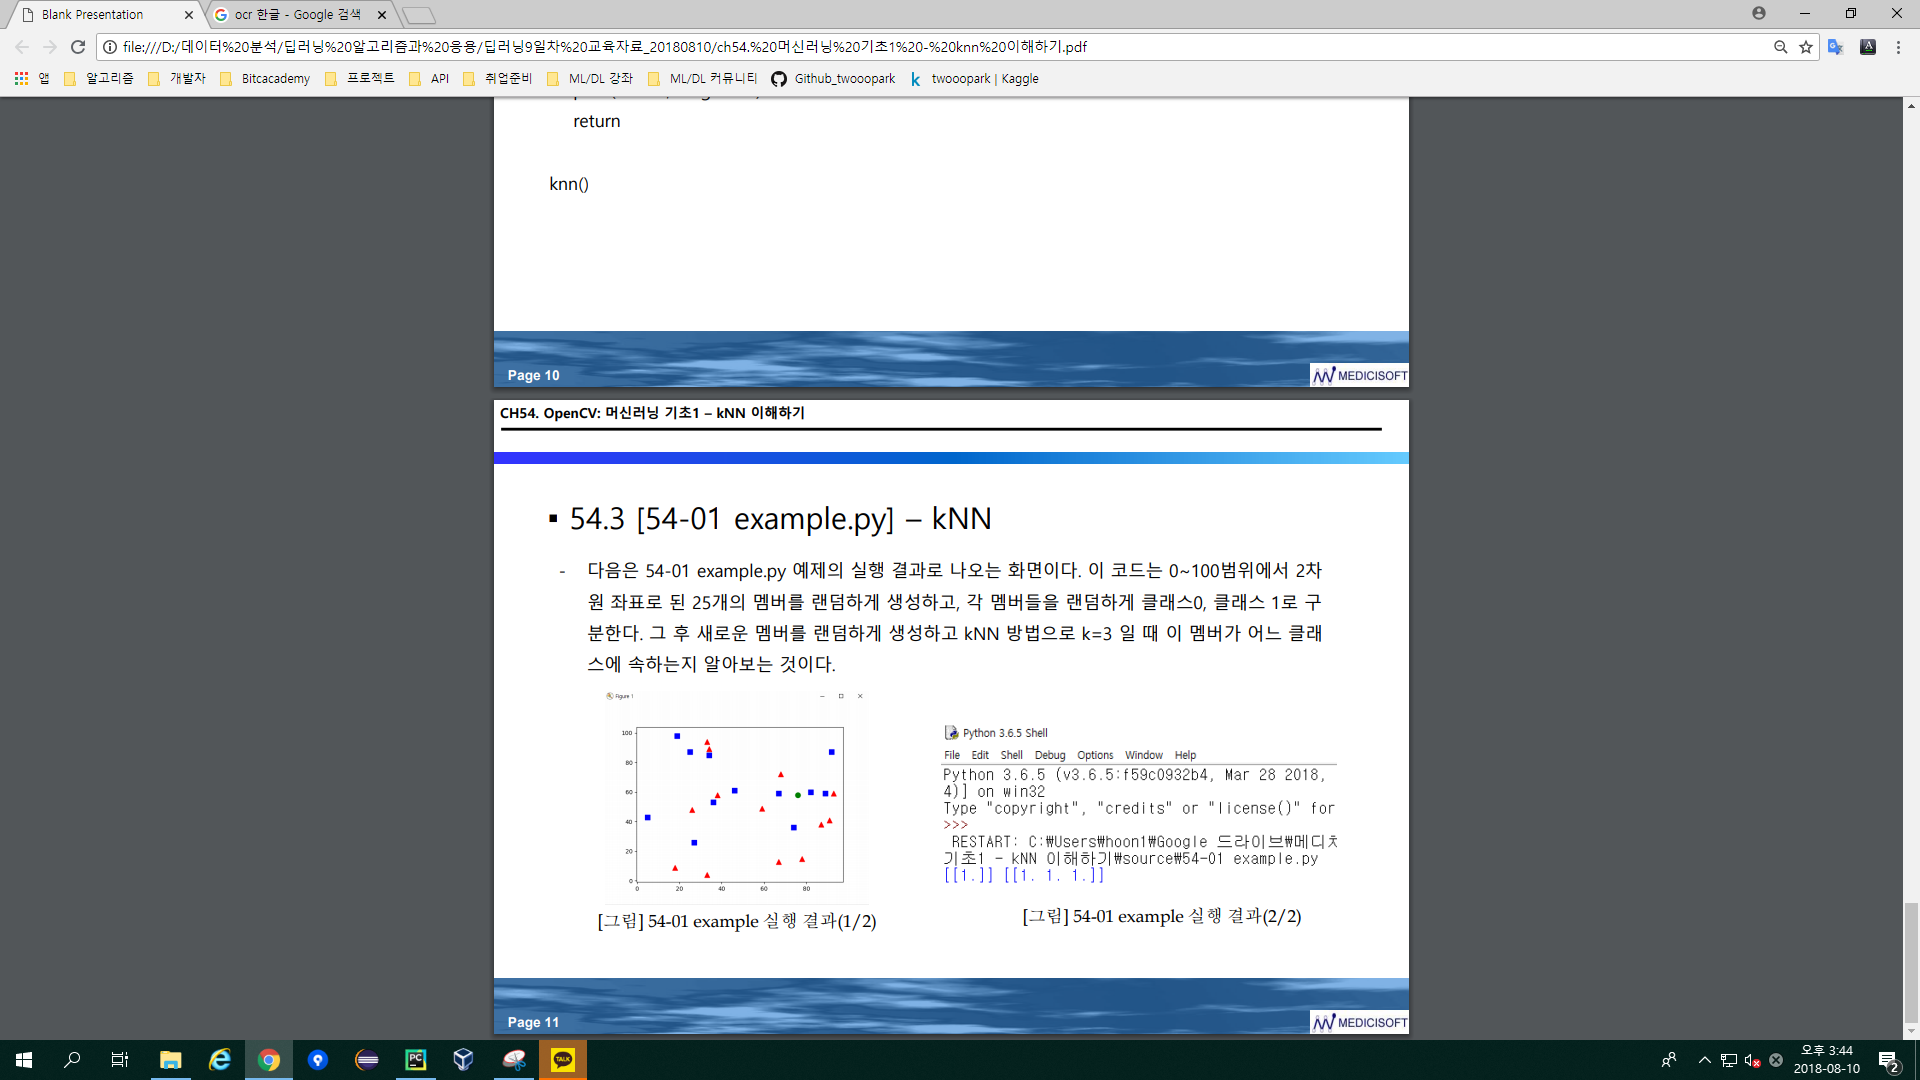 Blank Presentation
ocr 한글 - Google 검색
file:///D:/데이터%20분석/딥러닝%20알고리즘과%20응용/딥러닝9일차%20교육자료_20180810/ch54.%20머신러닝%20기초1%20-%20knn%20이해하기.pdf
앱 알고리즘 개발자 Bitcacademy 프로젝트 API 취업준비 ML/DL 강좌 ML/DL 커뮤니티 Github_twooopark twooopark | Kaggle
return
knn()
Page 10
MEDICISOFT
CH54. OpenCV: 머신러닝 기초1 – kNN 이해하기
▪ 54.3 [54-01 example.py] – kNN
- 다음은 54-01 example.py 예제의 실행 결과로 나오는 화면이다. 이 코드는 0~100범위에서 2차
원 좌표로 된 25개의 멤버를 랜덤하게 생성하고, 각 멤버들을 랜덤하게 클래스0, 클래스 1로 구
분한다. 그 후 새로운 멤버를 랜덤하게 생성하고 kNN 방법으로 k=3 일 때 이 멤버가 어느 클래
스에 속하는지 알아보는 것이다.
Figure 1
100
80
60
40
20
0
0 20 40 60 80
[그림] 54-01 example 실행 결과(1/2)
Python 3.6.5 Shell
File Edit Shell Debug Options Window Help
Python 3.6.5 (v3.6.5:f59c0932b4, Mar 28 2018,
4)] on win32
Type "copyright", "credits" or "license()" for
>>>
RESTART: C:₩Users₩hoon1₩Google 드라이브₩메디치
기초1 - kNN 이해하기₩source₩54-01 example.py
[[1.]] [[1. 1. 1.]]
[그림] 54-01 example 실행 결과(2/2)
Page 11
MEDICISOFT
PC
TALK
오후 3:44
2018-08-10
2